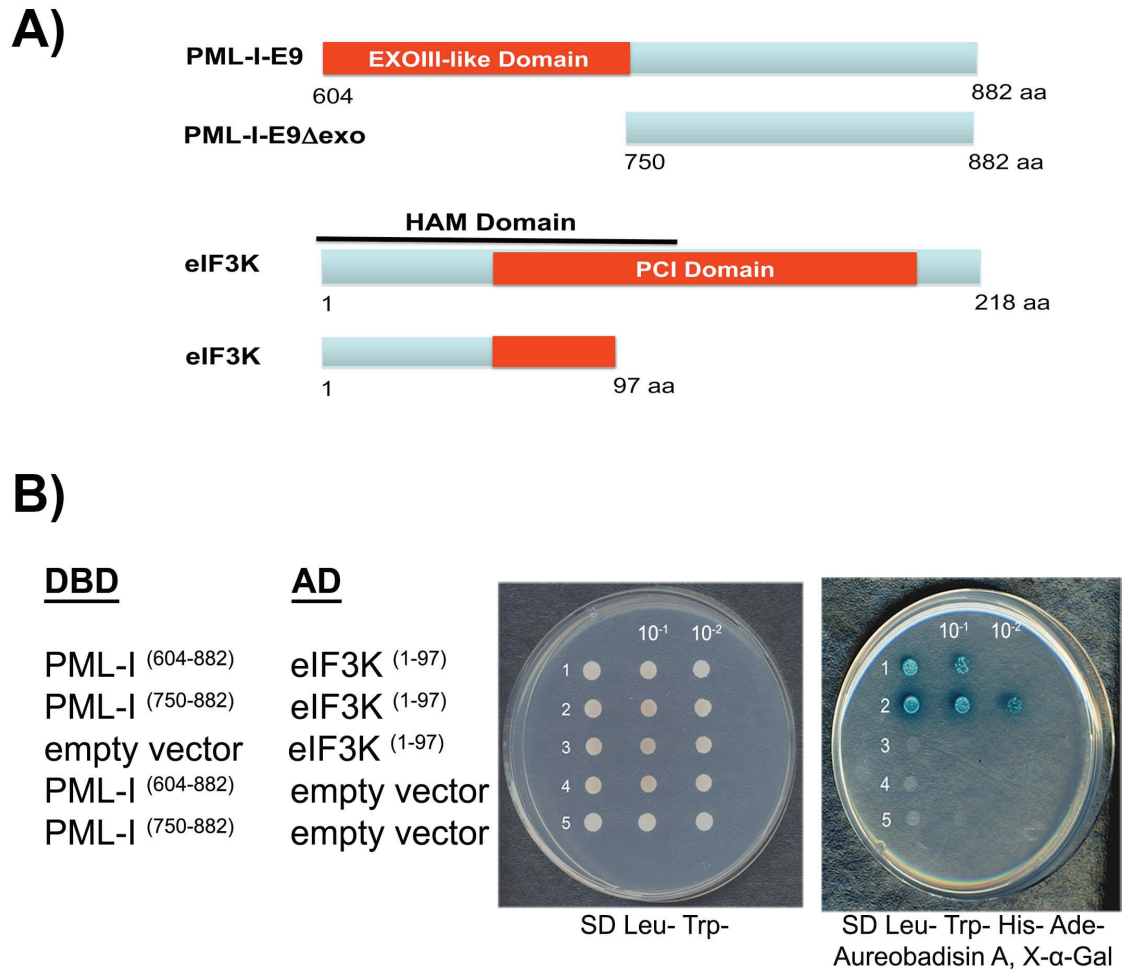 A)
PML-I-E9
EXOIII-like Domain
604
882 aa
PML-I-E9Δexo
750
882 aa
HAM Domain
eIF3K
PCI Domain
1
218 aa
eIF3K
1
97 aa
B)
DBD AD
PML-I (604-882) eIF3K (1-97)
PML-I (750-882) eIF3K (1-97)
empty vector eIF3K (1-97)
PML-I (604-882) empty vector
PML-I (750-882) empty vector
10-1 10-2
1
2
3
4
5
SD Leu- Trp-
10-1 10-2
1
2
3
4
5
SD Leu- Trp- His- Ade-
Aureobadisin A, X-α-Gal